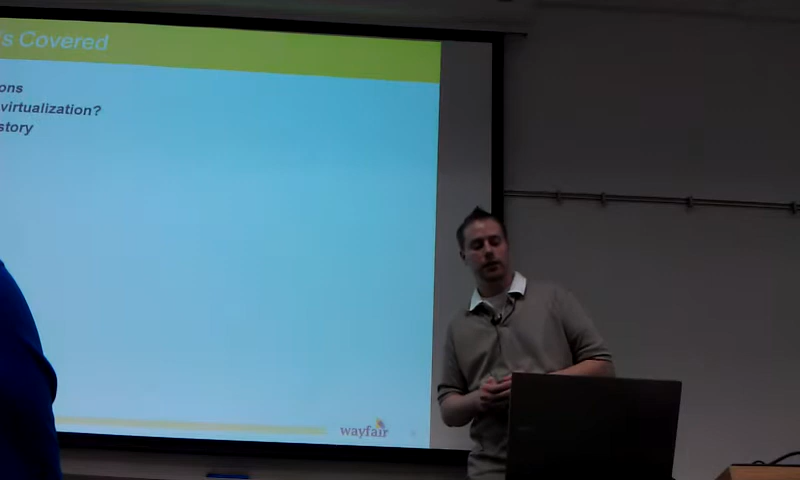 's Covered
ons
virtualization?
story
wayfair